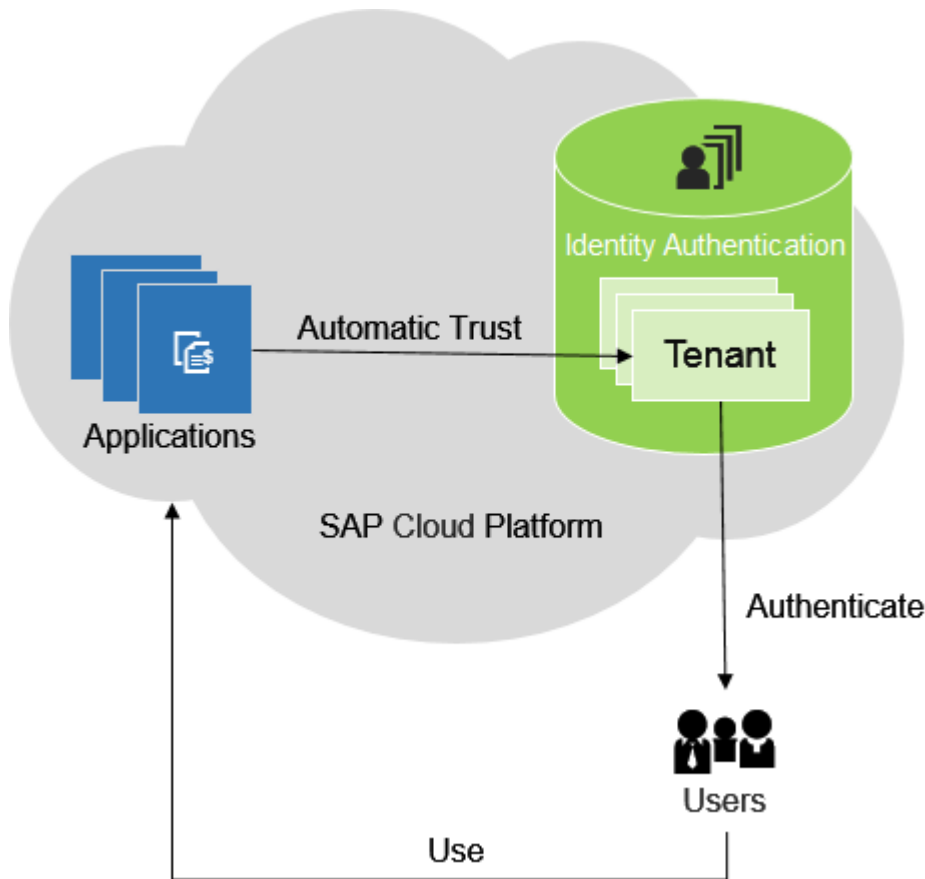 Identity Authentication
Automatic Trust
Tenant
$
Applications
SAP Cloud Platform
Authenticate
Users
Use